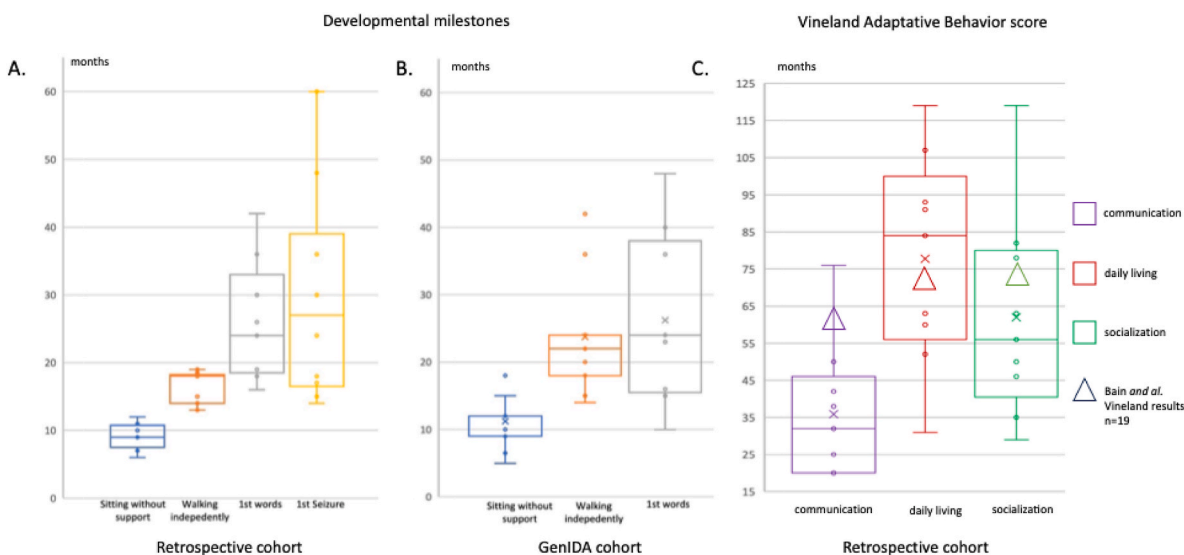 Developmental milestones
Vineland Adaptative Behavior score
A.
months
60
50
40
30
20
10
0
Sitting without
support
Walking
indepedently
1st words
1st Seizure
Retrospective cohort
B.
months
60
50
40
30
20
10
0
Sitting without
support
Walking
indepedently
1st words
GenIDA cohort
C.
months
125
115
105
95
85
75
65
55
45
35
25
15
communication
daily living
socialization
Retrospective cohort
communication
daily living
socialization
Bain and al.
Vineland results
n=19